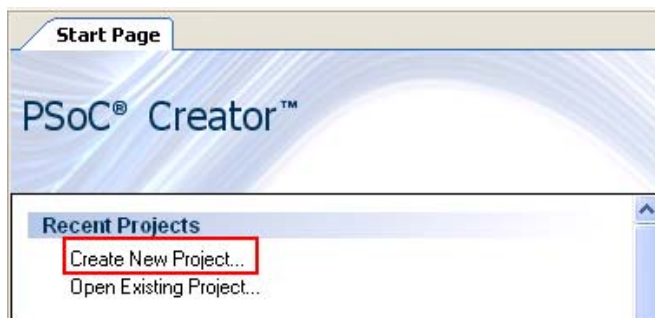 Start Page
PSoC® Creator™
Recent Projects
Create New Project...
Open Existing Project...